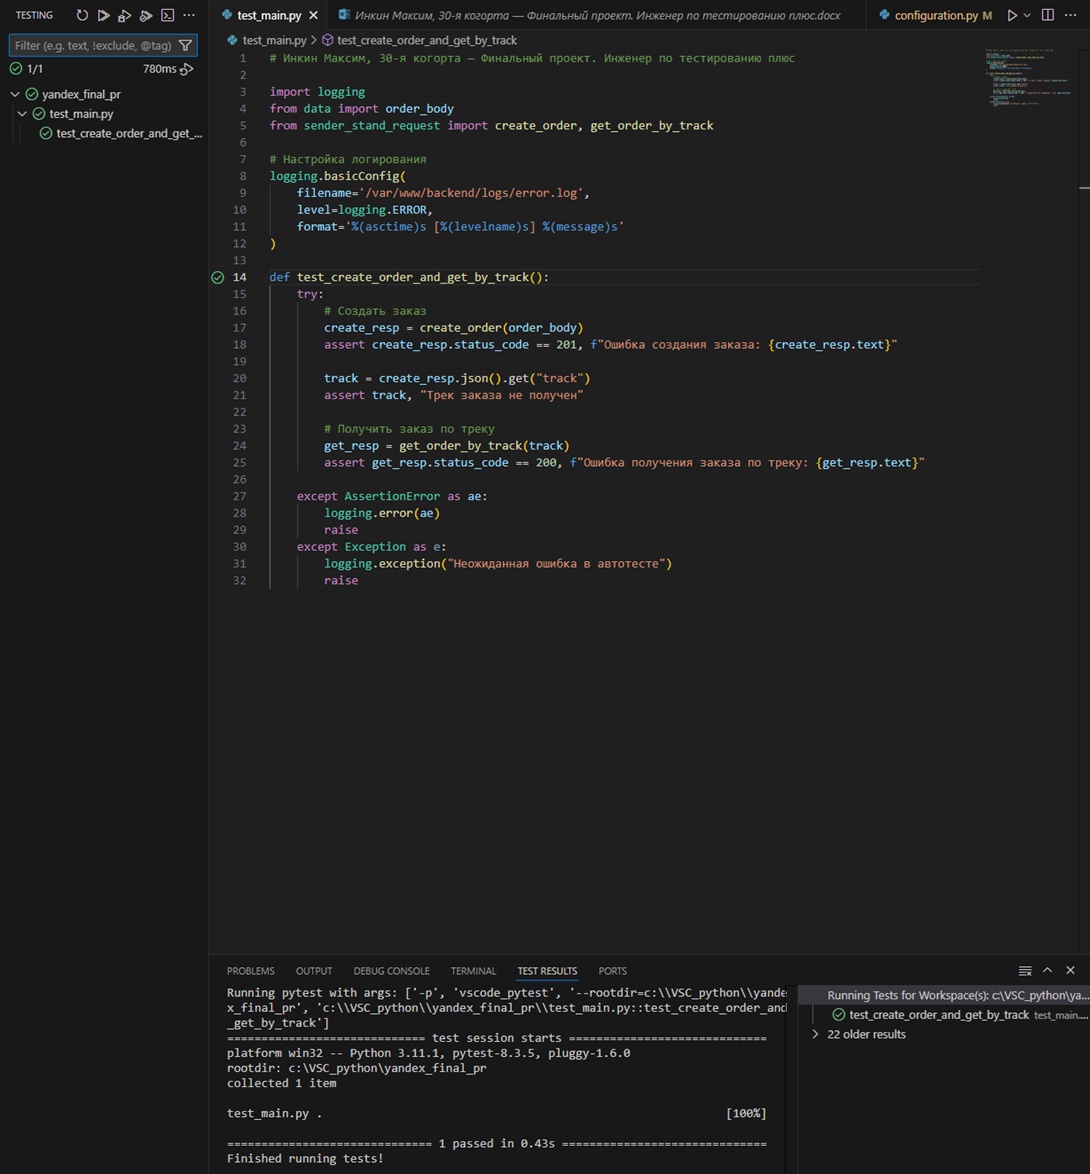 TESTING
Filter (e.g. text, !exclude, @tag)
1/1 780ms
yandex_final_pr
test_main.py
test_create_order_and_get_...
test_main.py Инкин Максим, 30-я когорта — Финальный проект. Инженер по тестированию плюс.docx configuration.py M
test_main.py > test_create_order_and_get_by_track
1 # Инкин Максим, 30-я когорта — Финальный проект. Инженер по тестированию плюс
2
3 import logging
4 from data import order_body
5 from sender_stand_request import create_order, get_order_by_track
6
7 # Настройка логирования
8 logging.basicConfig(
9 filename='/var/www/backend/logs/error.log',
10 level=logging.ERROR,
11 format='%(asctime)s [%(levelname)s] %(message)s'
12 )
13
14 def test_create_order_and_get_by_track():
15 try:
16 # Создать заказ
17 create_resp = create_order(order_body)
18 assert create_resp.status_code == 201, f"Ошибка создания заказа: {create_resp.text}"
19
20 track = create_resp.json().get("track")
21 assert track, "Трек заказа не получен"
22
23 # Получить заказ по треку
24 get_resp = get_order_by_track(track)
25 assert get_resp.status_code == 200, f"Ошибка получения заказа по треку: {get_resp.text}"
26
27 except AssertionError as ae:
28 logging.error(ae)
29 raise
30 except Exception as e:
31 logging.exception("Неожиданная ошибка в автотесте")
32 raise
PROBLEMS OUTPUT DEBUG CONSOLE TERMINAL TEST RESULTS PORTS
Running pytest with args: ['-p', 'vscode_pytest', '--rootdir=c:\\VSC_python\\yande
x_final_pr', 'c:\\VSC_python\\yandex_final_pr\\test_main.py::test_create_order_and
_get_by_track']
============================= test session starts =============================
platform win32 -- Python 3.11.1, pytest-8.3.5, pluggy-1.6.0
rootdir: c:\VSC_python\yandex_final_pr
collected 1 item
test_main.py . [100%]
============================== 1 passed in 0.43s ==============================
Finished running tests!
Running Tests for Workspace(s): c:\VSC_python\ya...
test_create_order_and_get_by_track test_main....
22 older results